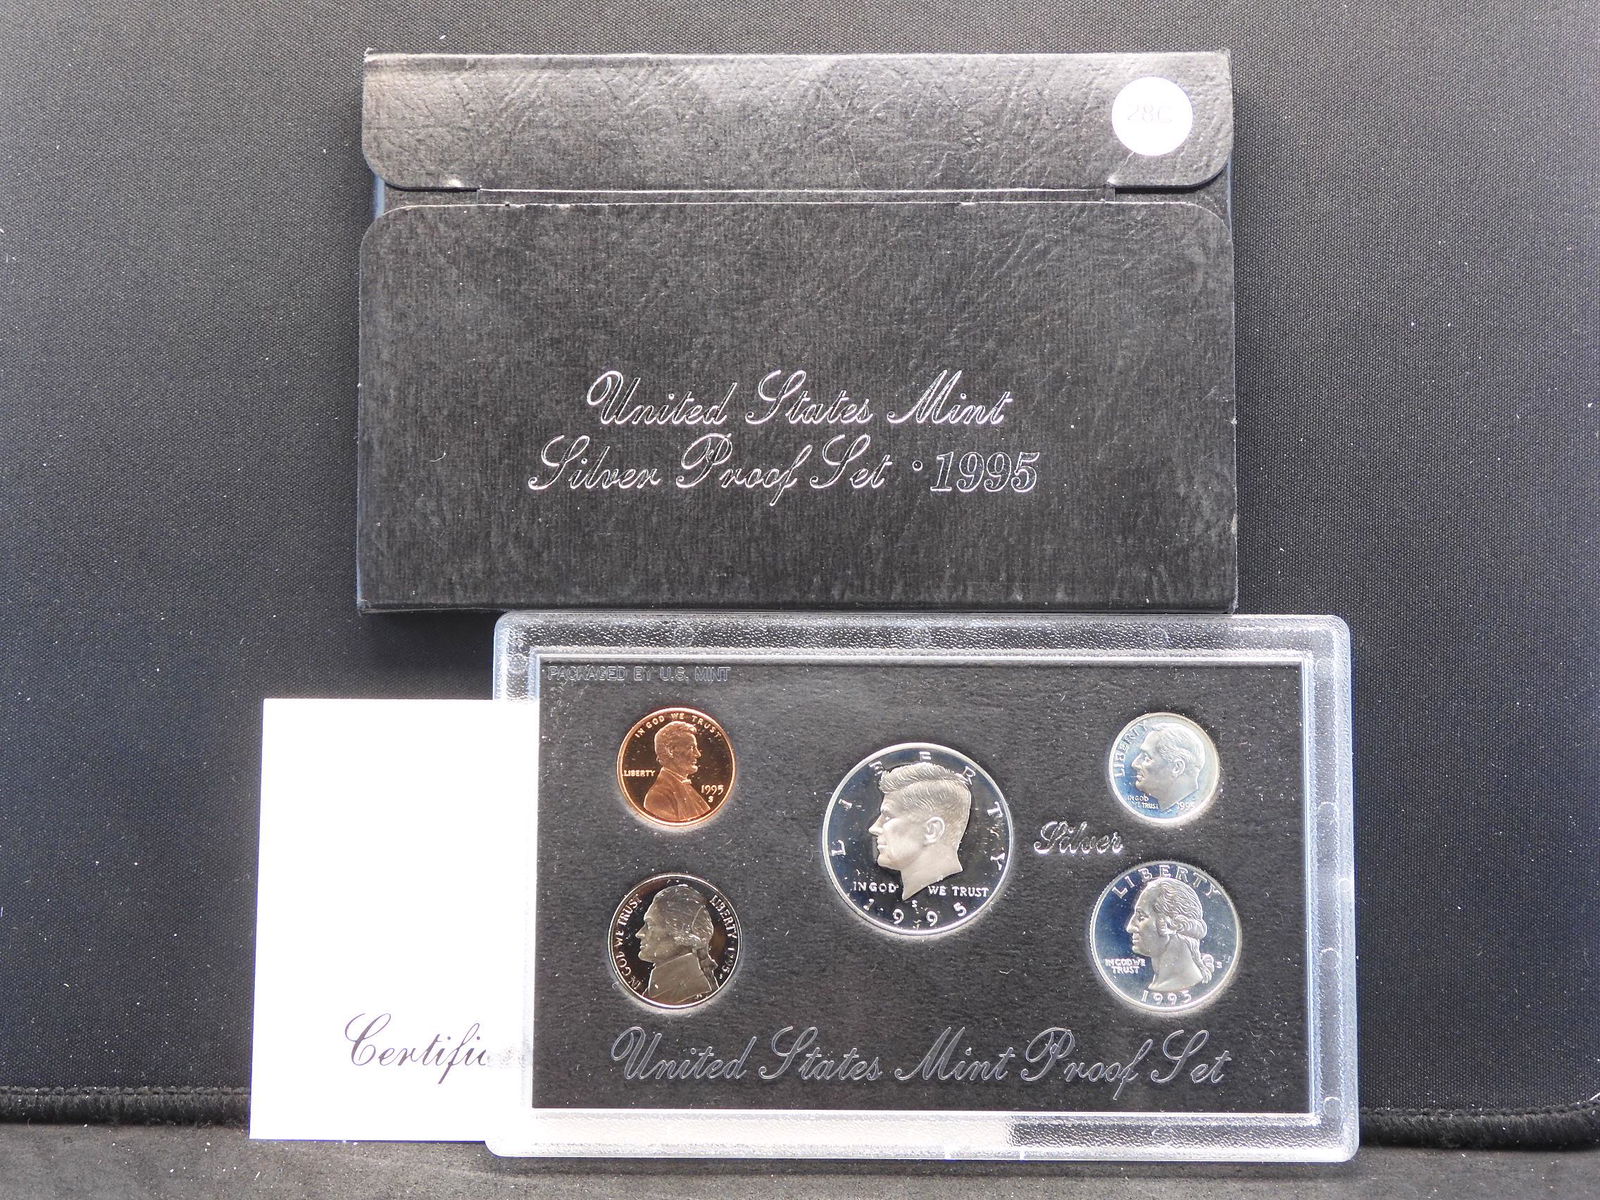 28C
United States Mint
Silver Proof Set • 1995
PACKAGED BY U.S. MINT
IN GOD WE TRUST
LIBERTY
1995
S
LIBERTY
IN GOD WE TRUST
1995
S
LIBERTY
IN GOD
WE TRUST
1995
Silver
IN GOD WE TRUST
LIBERTY 1995
LIBERTY
IN GOD WE
TRUST
S
1995
United States Mint Proof Set
Certific